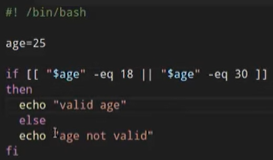 #! /bin/bash
age=25
if [[ "$age" -eq 18 || "$age" -eq 30 ]]
then
echo "valid age"
else
echo "age not valid"
fi